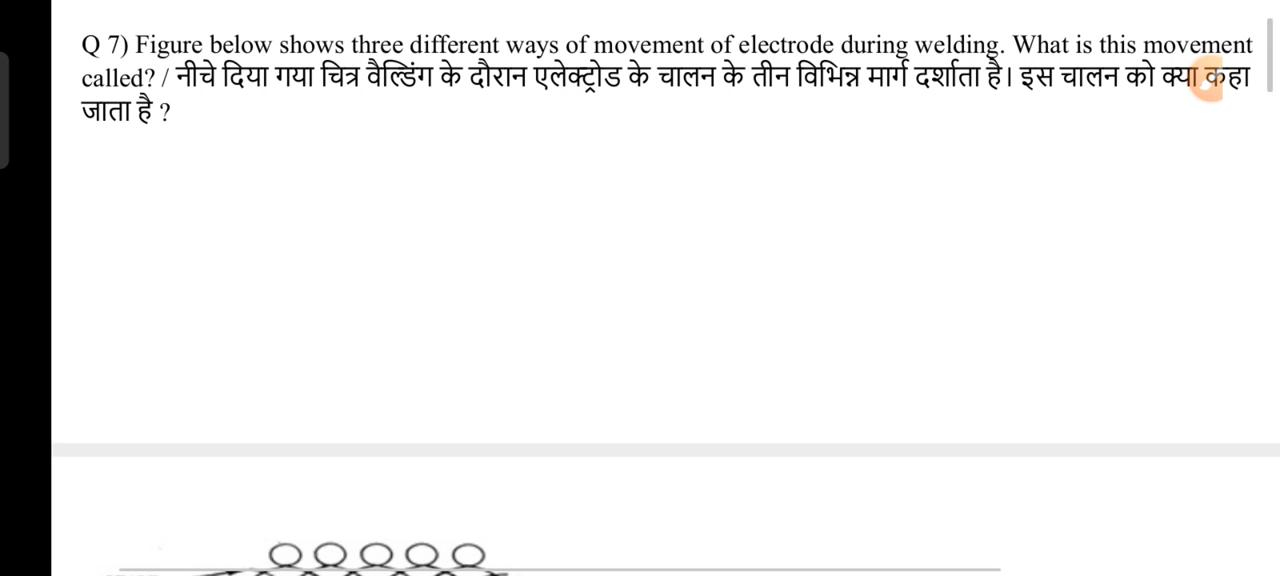 Q 7) Figure below shows three different ways of movement of electrode during welding. What is this movement
called? / नीचे दिया गया चित्र वैल्डिंग के दौरान एलेक्ट्रोड के चालन के तीन विभिन्न मार्ग दर्शाता है। इस चालन को क्या कहा
जाता है ?